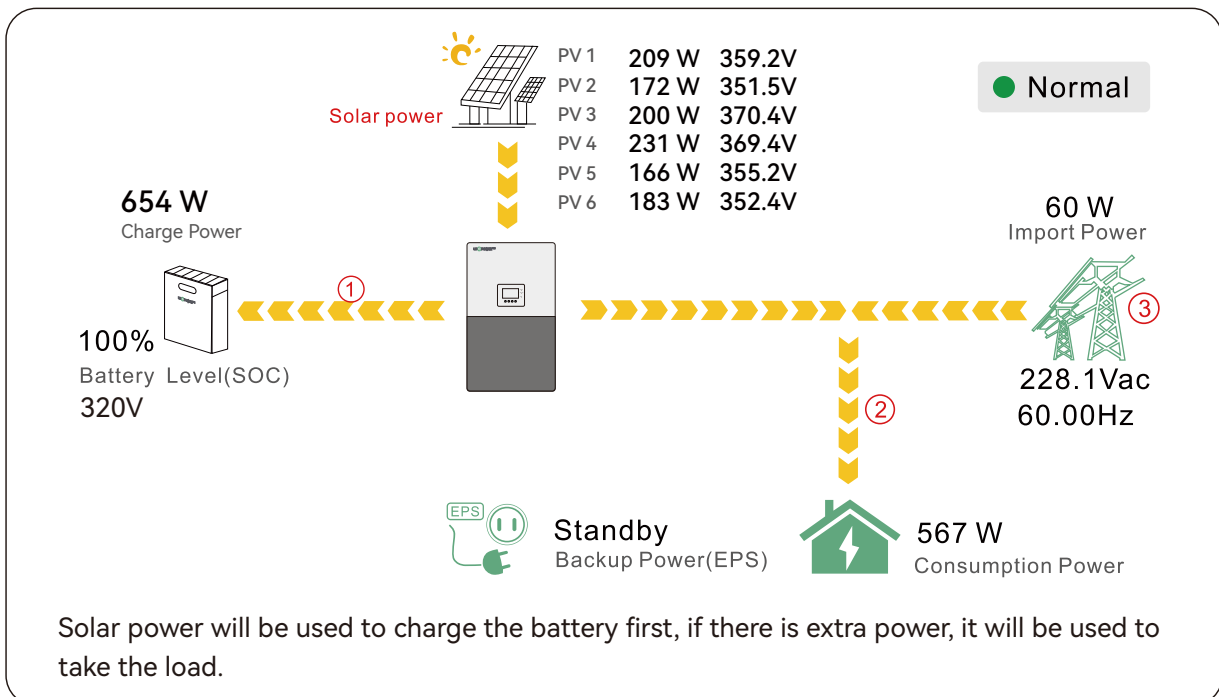 PV 1 209 W 359.2V
PV 2 172 W 351.5V
PV 3 200 W 370.4V
PV 4 231 W 369.4V
PV 5 166 W 355.2V
PV 6 183 W 352.4V
Normal
Solar power
654 W
Charge Power
60 W
Import Power
1
3
100%
Battery Level(SOC)
320V
228.1Vac
60.00Hz
2
EPS
Standby
Backup Power(EPS)
567 W
Consumption Power
Solar power will be used to charge the battery first, if there is extra power, it will be used to
take the load.